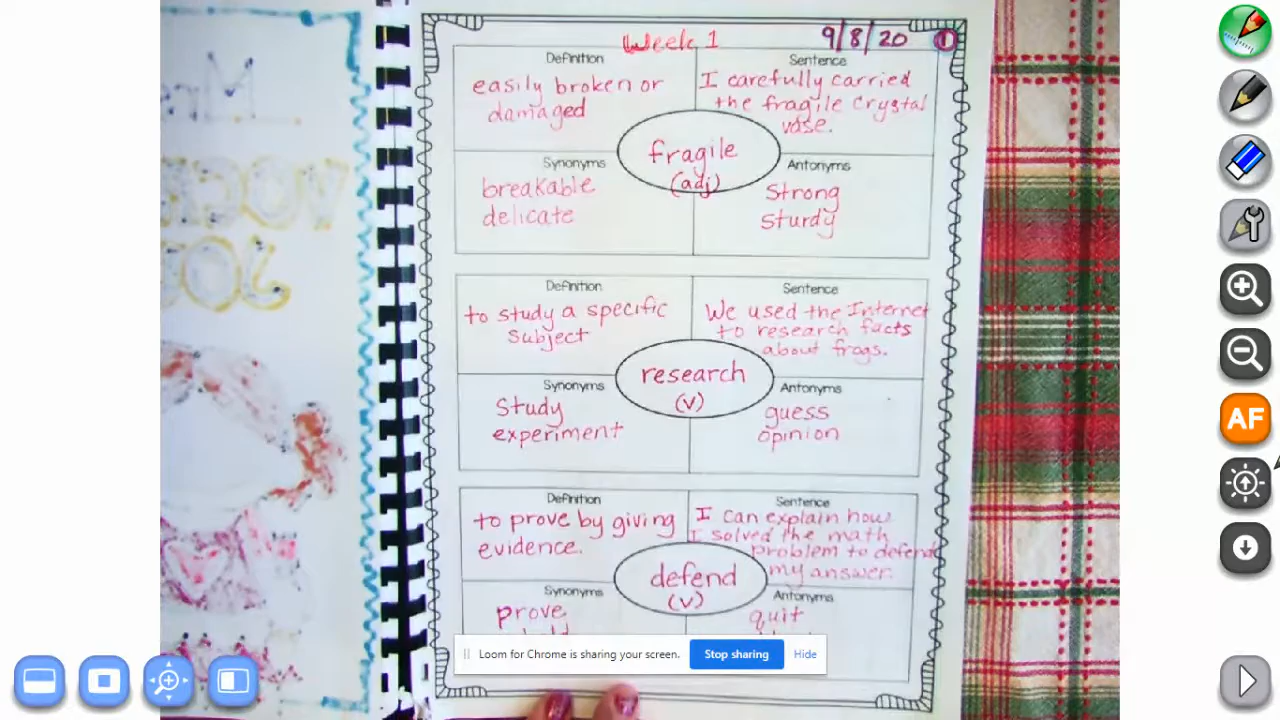 Week 1
9/8/20 1
Definition
easily broken or
damaged
Sentence
I carefully carried
the fragile Crystal
vase.
fragile
(adj)
Synonyms
breakable
delicate
Antonyms
Strong
Sturdy
Definition
to study a specific
Subject
Sentence
We used the Internet
to research facts
about frogs.
research
(v)
Synonyms
Study
experiment
Antonyms
guess
opinion
Definition
to prove by giving
evidence.
Sentence
I can explain how
I solved the math
problem to defend
my answer.
defend
(v)
Synonyms
prove
Antonyms
quit
Loom for Chrome is sharing your screen.
Stop sharing
Hide
AF